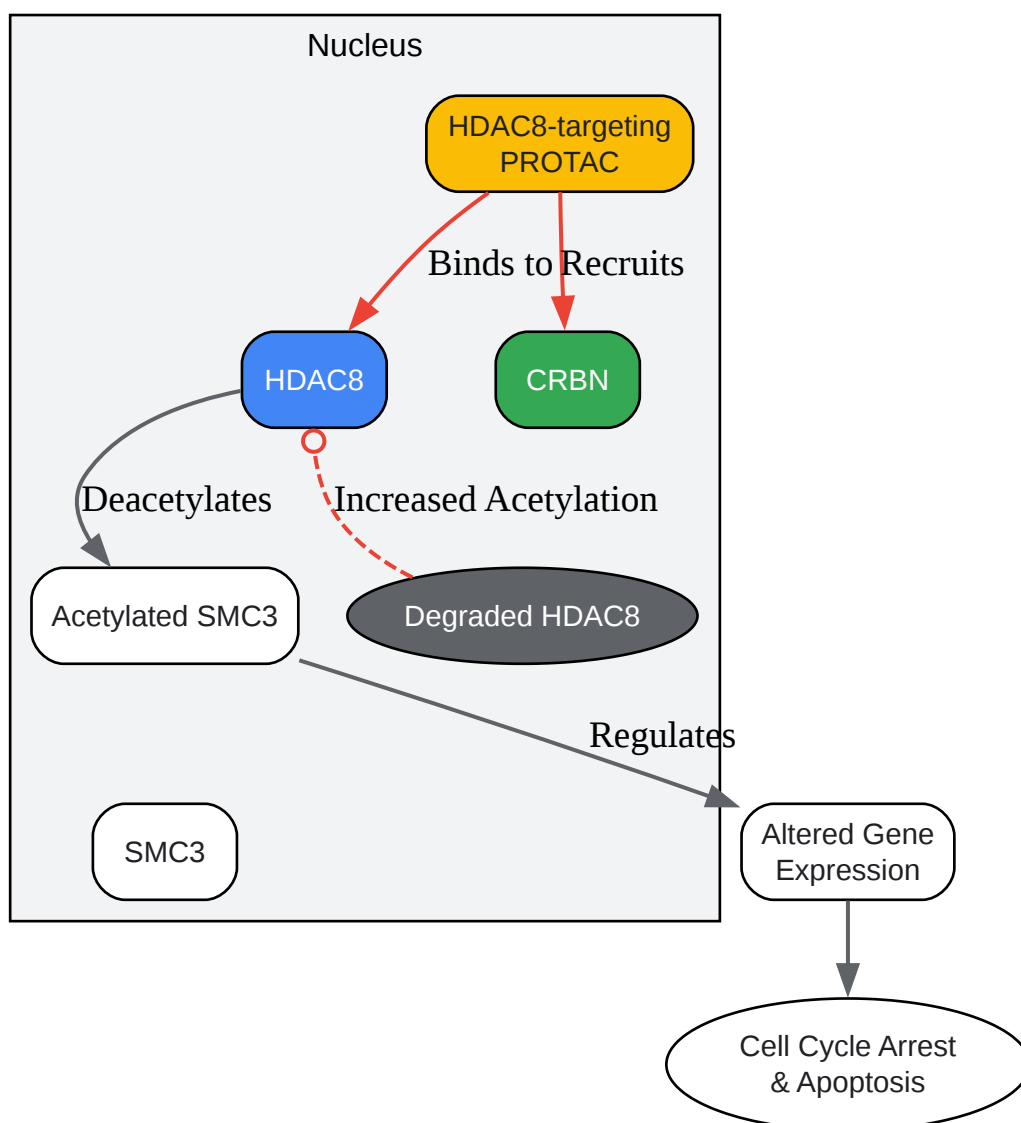 Nucleus
HDAC8-targeting
PROTAC
Binds to
Recruits
HDAC8
CRBN
Deacetylates
Increased Acetylation
Acetylated SMC3
Degraded HDAC8
Regulates
SMC3
Altered Gene
Expression
Cell Cycle Arrest
& Apoptosis